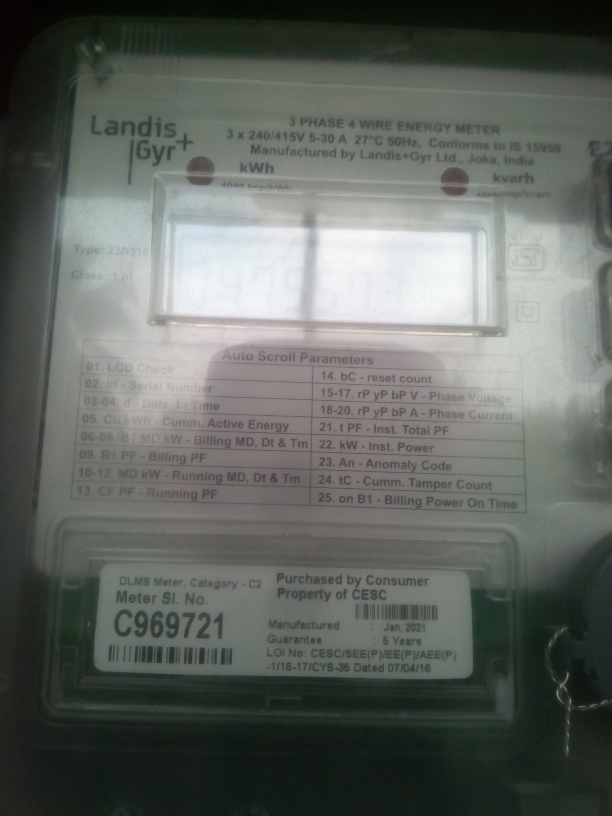 Landis
Gyr+
3 PHASE 4 WIRE ENERGY METER
3 x 240/415V 5-30 A 27°C 50Hz, Conforms to IS 15959
Manufactured by Landis+Gyr Ltd., Joka, India
kWh
kvarh
Class: 1.0
Auto Scroll Parameters
01. LCD Check
02. Id - Serial Number
03-04. d - Date, t - Time
05. Cu kWh - Cumm. Active Energy
06-08. B1 MD kW - Billing MD, Dt & Tm
09. B1 PF - Billing PF
10-12. MD kW - Running MD, Dt & Tm
13. CF PF - Running PF
14. bC - reset count
15-17. rP yP bP V - Phase Voltage
18-20. rP yP bP A - Phase Current
21. t PF - Inst. Total PF
22. kW - Inst. Power
23. An - Anomaly Code
24. tC - Cumm. Tamper Count
25. on B1 - Billing Power On Time
DLMS Meter, Category - C2
Meter Sl. No.
C969721
Purchased by Consumer
Property of CESC
Manufactured : Jan, 2021
Guarantee : 5 Years
LOI No: CESC/SEE(P)/EE(P)/AEE(P)
-1/16-17/CYS-36 Dated 07/04/16